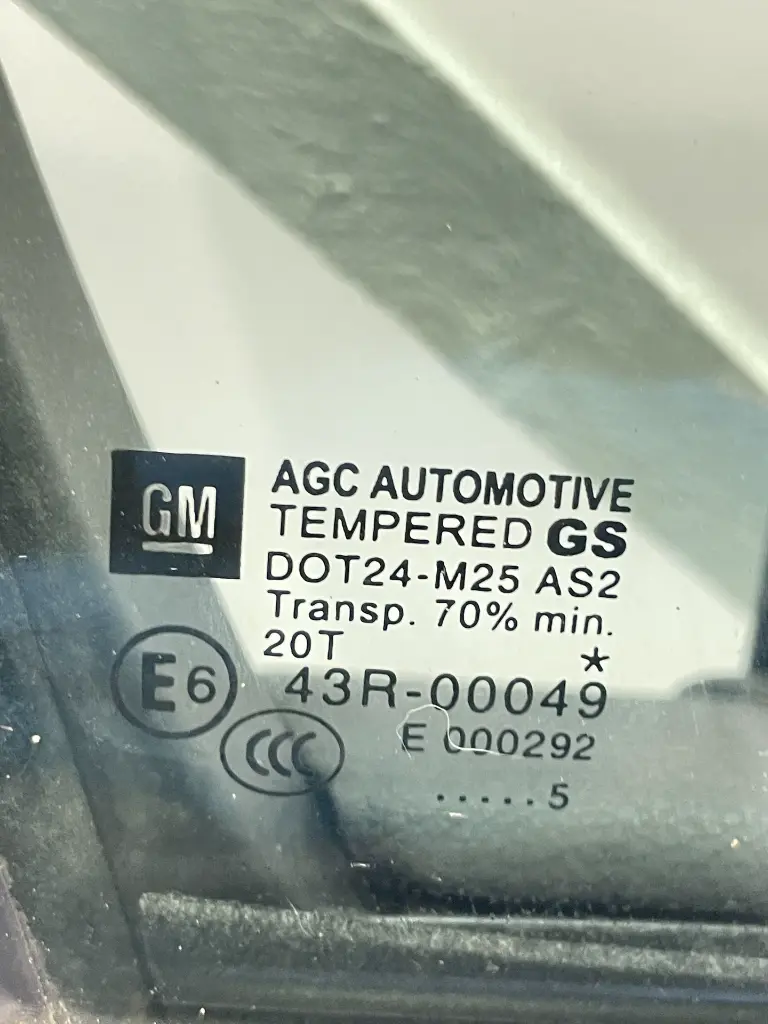 GM
AGC AUTOMOTIVE
TEMPERED GS
DOT24-M25 AS2
Transp. 70% min.
20T *
E6 43R-00049
CCC E 000292
.....5